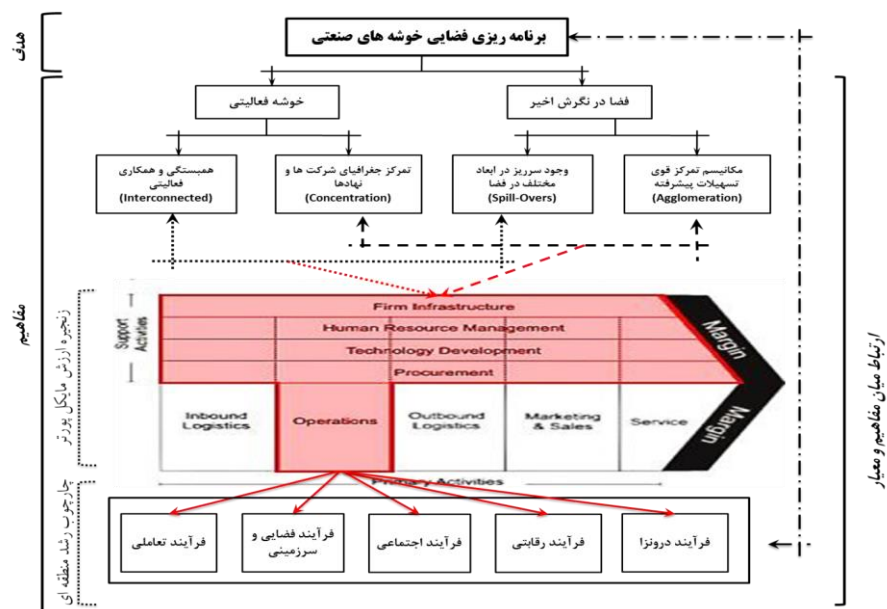 برنامه ریزی فضایی خوشه های صنعتی
هدف
فضا در نگرش اخیر
خوشه فعالیتی
مکانیسم تمرکز قوی
تسهیلات پیشرفته
(Agglomeration)
وجود سرریز در ابعاد
مختلف در فضا
(Spill-Overs)
تمرکز جغرافیای شرکت ها و
نهادها
(Concentration)
همبستگی و همکاری
فعالیتی
(Interconnected)
مفاهیم
زنجیره ارزش مایکل پورتر
Support
Activities
Firm Infrastructure
Human Resource Management
Technology Development
Procurement
Margin
Inbound
Logistics
Operations
Outbound
Logistics
Marketing
& Sales
Service
Margin
Primary Activities
ارتباط میان مفاهیم و معیار
چارچوب رشد منطقه ای
فرآیند درونزا
فرآیند رقابتی
فرآیند اجتماعی
فرآیند فضایی و
سرزمینی
فرآیند تعاملی